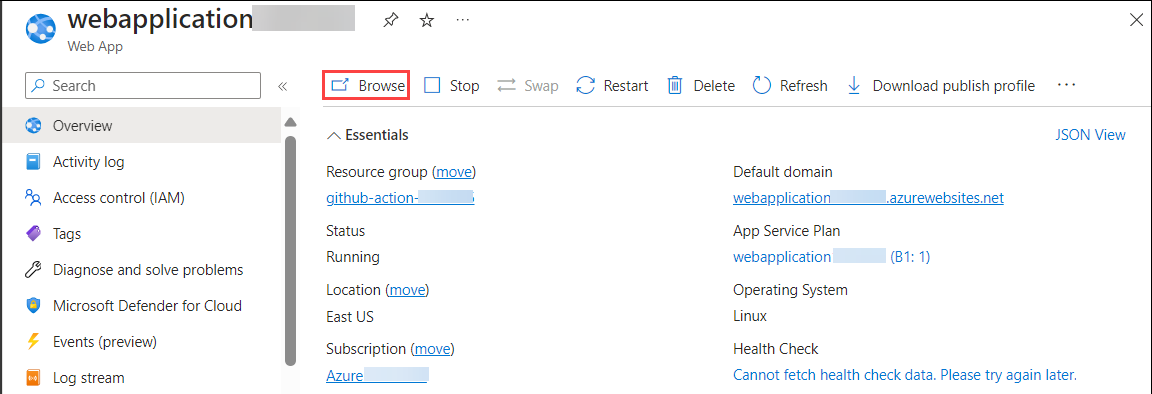 webapplication
Web App
Search
Browse
Stop
Swap
Restart
Delete
Refresh
Download publish profile
Overview
Activity log
Access control (IAM)
Tags
Diagnose and solve problems
Microsoft Defender for Cloud
Events (preview)
Log stream
Essentials
JSON View
Resource group (move)
github-action-
Status
Running
Location (move)
East US
Subscription (move)
Azure
Default domain
webapplication .azurewebsites.net
App Service Plan
webapplication (B1: 1)
Operating System
Linux
Health Check
Cannot fetch health check data. Please try again later.